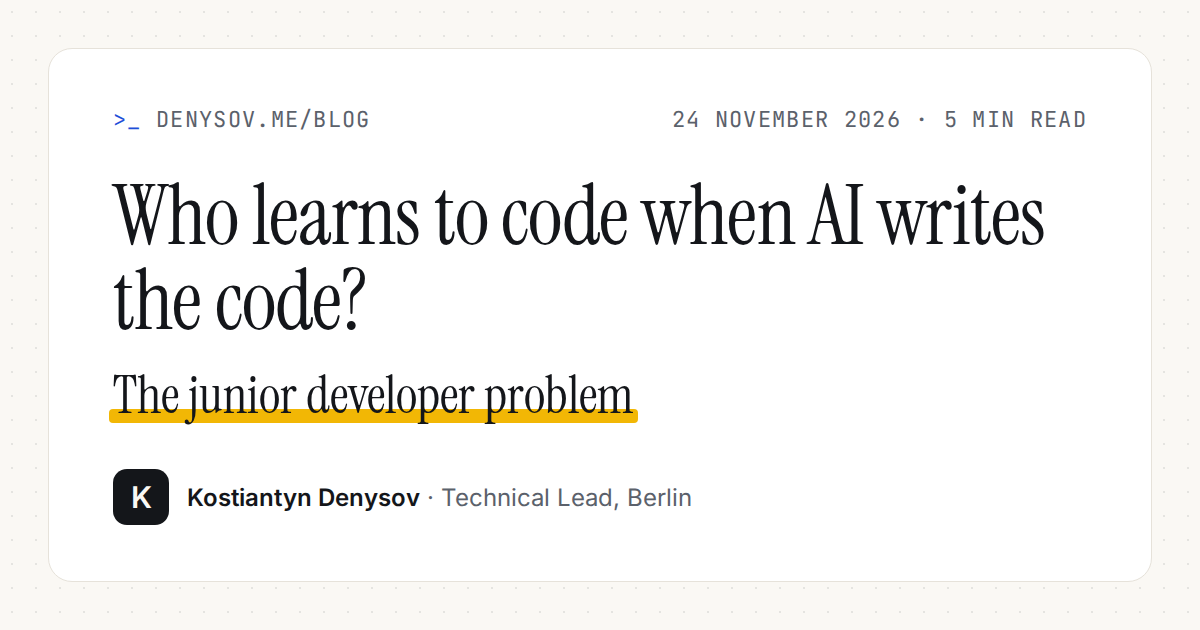 >_ DENYSOV.ME/BLOG
24 NOVEMBER 2026 · 5 MIN READ
Who learns to code when AI writes
the code?
The junior developer problem
K
Kostiantyn Denysov · Technical Lead, Berlin